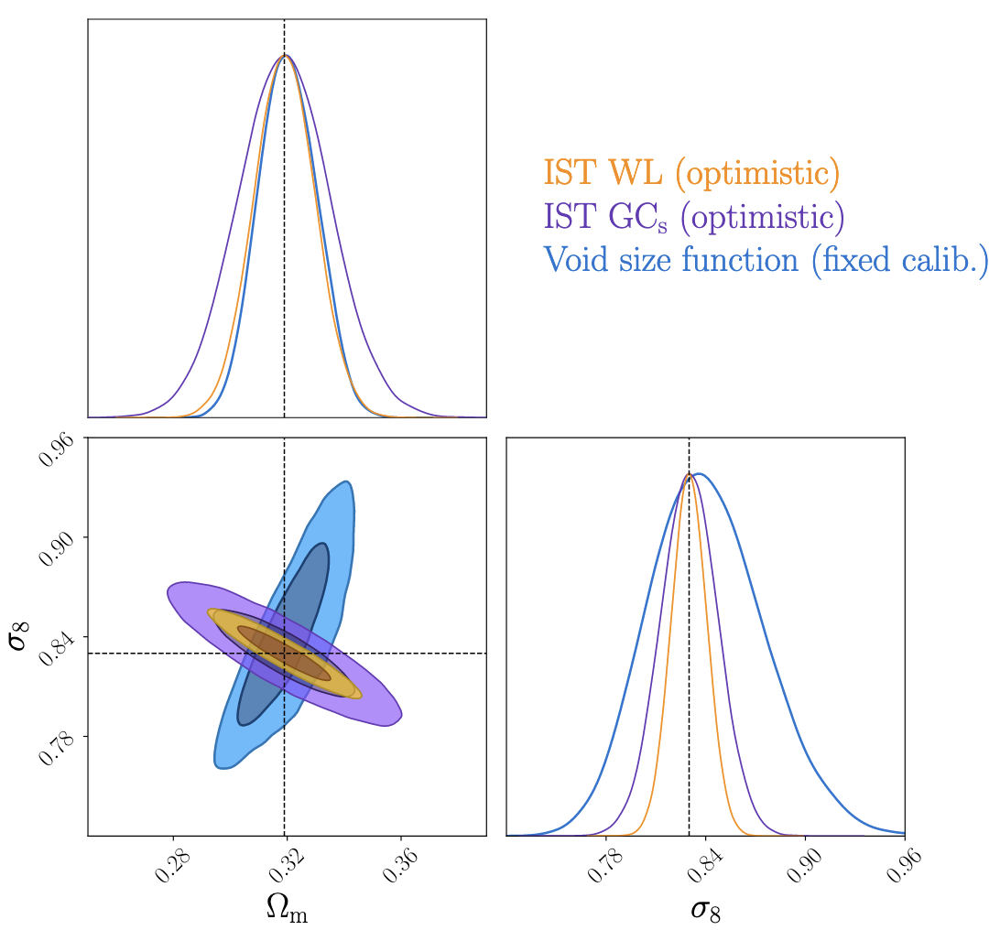 IST WL (optimistic)
IST GCₛ (optimistic)
Void size function (fixed calib.)
0.96
0.90
0.84
0.78
σ₈
0.28
0.32
0.36
Ωₘ
0.78
0.84
0.90
0.96
σ₈